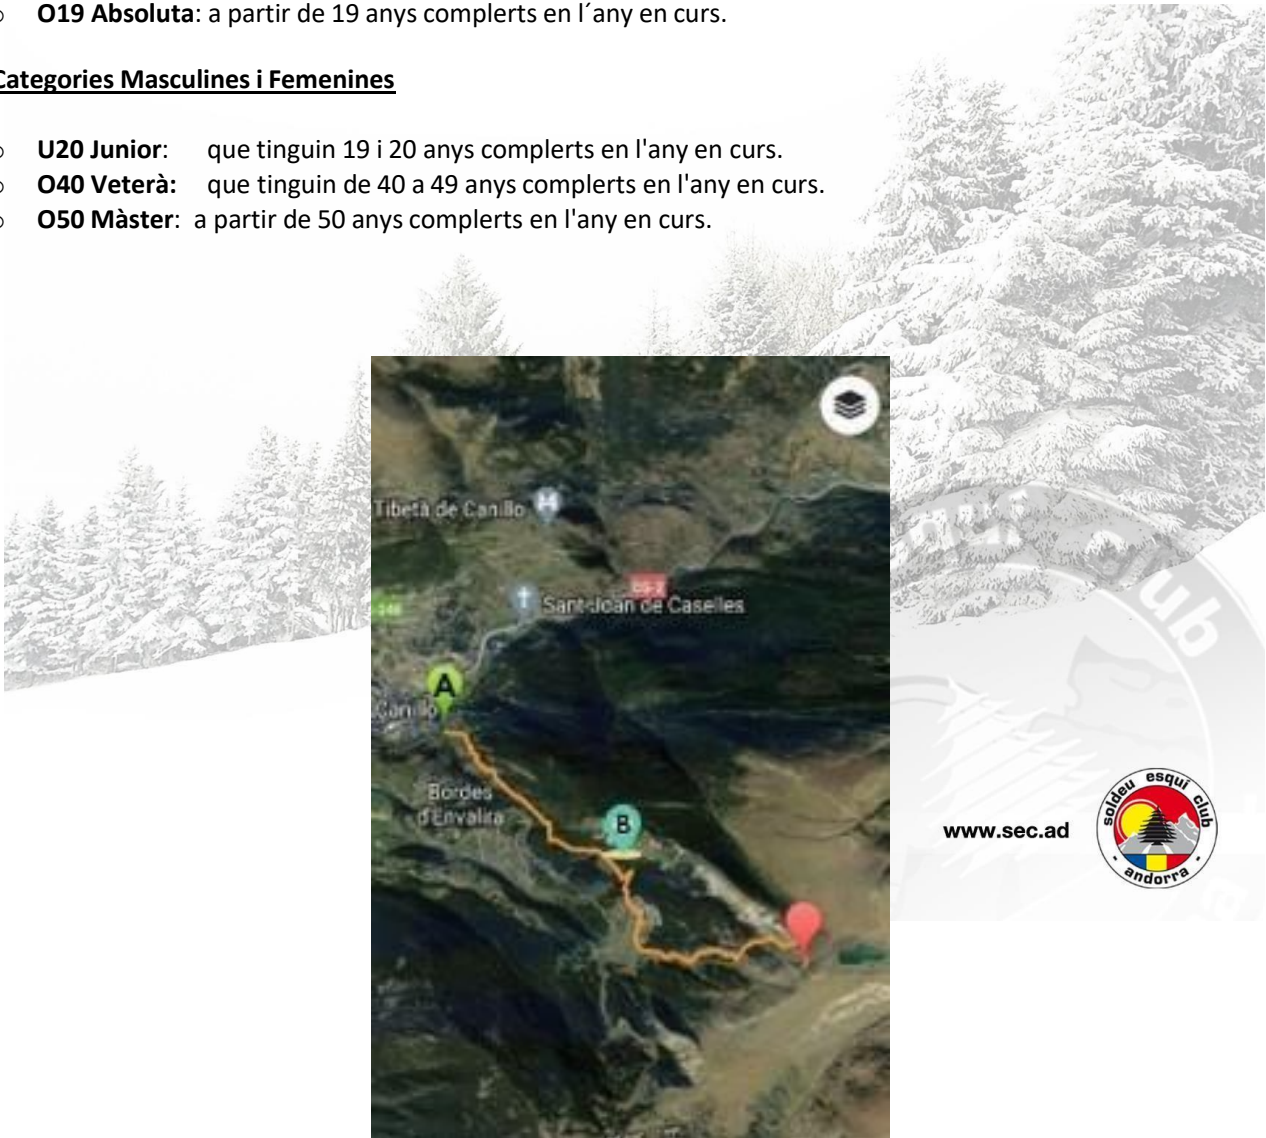 o O19 Absoluta: a partir de 19 anys complerts en l´any en curs.
Categories Masculines i Femenines
o U20 Junior: que tinguin 19 i 20 anys complerts en l'any en curs.
o O40 Veterà: que tinguin de 40 a 49 anys complerts en l'any en curs.
o O50 Màster: a partir de 50 anys complerts en l'any en curs.
Tibetà de Canillo
Sant Joan de Caselles
A
Canillo
Bordes
d'Envalira
B
www.sec.ad
soldeu esquí club
- andorra -